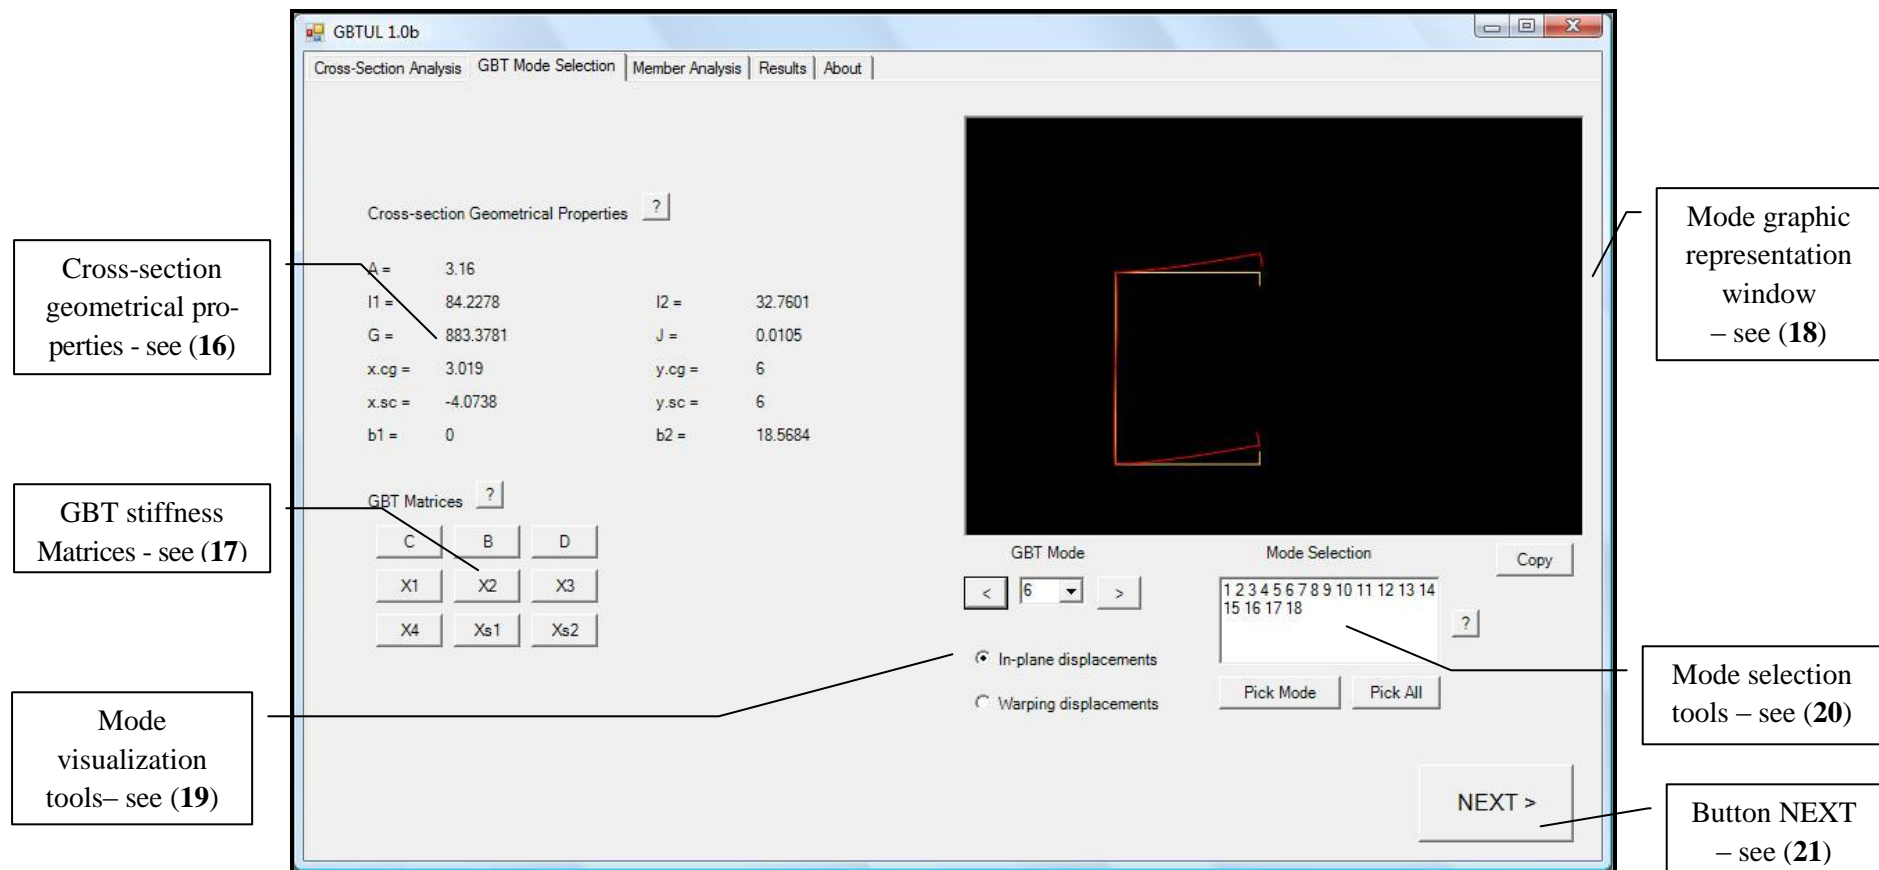 GBTUL 1.0b
Cross-Section Analysis GBT Mode Selection Member Analysis Results About
Cross-section Geometrical Properties ?
A = 3.16
I1 = 84.2278 I2 = 32.7601
G = 883.3781 J = 0.0105
x.cg = 3.019 y.cg = 6
x.sc = -4.0738 y.sc = 6
b1 = 0 b2 = 18.5684
GBT Matrices ?
C B D
X1 X2 X3
X4 Xs1 Xs2
GBT Mode Mode Selection Copy
< 6 >
1 2 3 4 5 6 7 8 9 10 11 12 13 14
15 16 17 18
?
In-plane displacements
Warping displacements
Pick Mode Pick All
NEXT >
Cross-section
geometrical pro-
perties - see (16)
GBT stiffness
Matrices - see (17)
Mode
visualization
tools– see (19)
Mode graphic
representation
window
– see (18)
Mode selection
tools – see (20)
Button NEXT
– see (21)